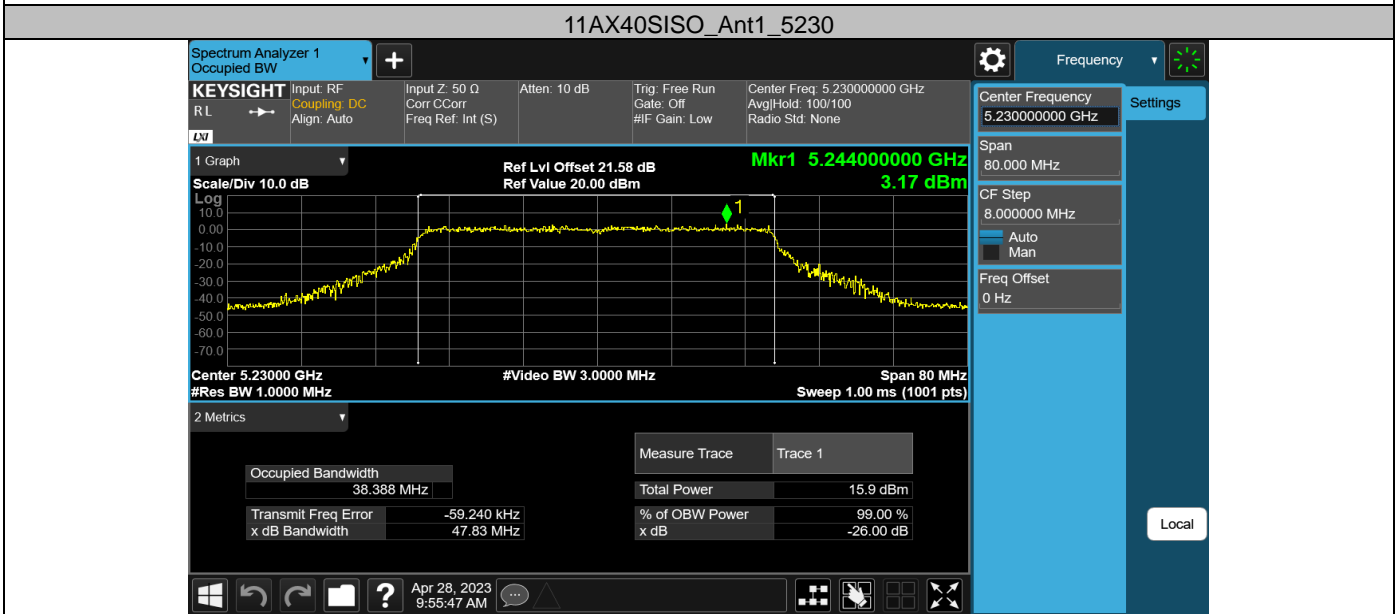 11AX40SISO_Ant1_5230
Spectrum Analyzer 1
Occupied BW
Frequency
KEYSIGHT
R L
LXI
Input: RF
Coupling: DC
Align: Auto
Input Z: 50 Ω
Corr CCorr
Freq Ref: Int (S)
Atten: 10 dB
Trig: Free Run
Gate: Off
#IF Gain: Low
Center Freq: 5.230000000 GHz
Avg|Hold: 100/100
Radio Std: None
Center Frequency
5.230000000 GHz
Settings
Span
80.000 MHz
CF Step
8.000000 MHz
Auto
Man
Freq Offset
0 Hz
Local
1 Graph
Scale/Div 10.0 dB
Ref Lvl Offset 21.58 dB
Ref Value 20.00 dBm
Mkr1 5.244000000 GHz
3.17 dBm
Log
10.0
0.00
-10.0
-20.0
-30.0
-40.0
-50.0
-60.0
-70.0
1
Center 5.23000 GHz
#Res BW 1.0000 MHz
#Video BW 3.0000 MHz
Span 80 MHz
Sweep 1.00 ms (1001 pts)
2 Metrics
Measure Trace Trace 1
Occupied Bandwidth
38.388 MHz
Total Power 15.9 dBm
Transmit Freq Error -59.240 kHz
% of OBW Power 99.00 %
x dB Bandwidth 47.83 MHz
x dB -26.00 dB
?
Apr 28, 2023
9:55:47 AM